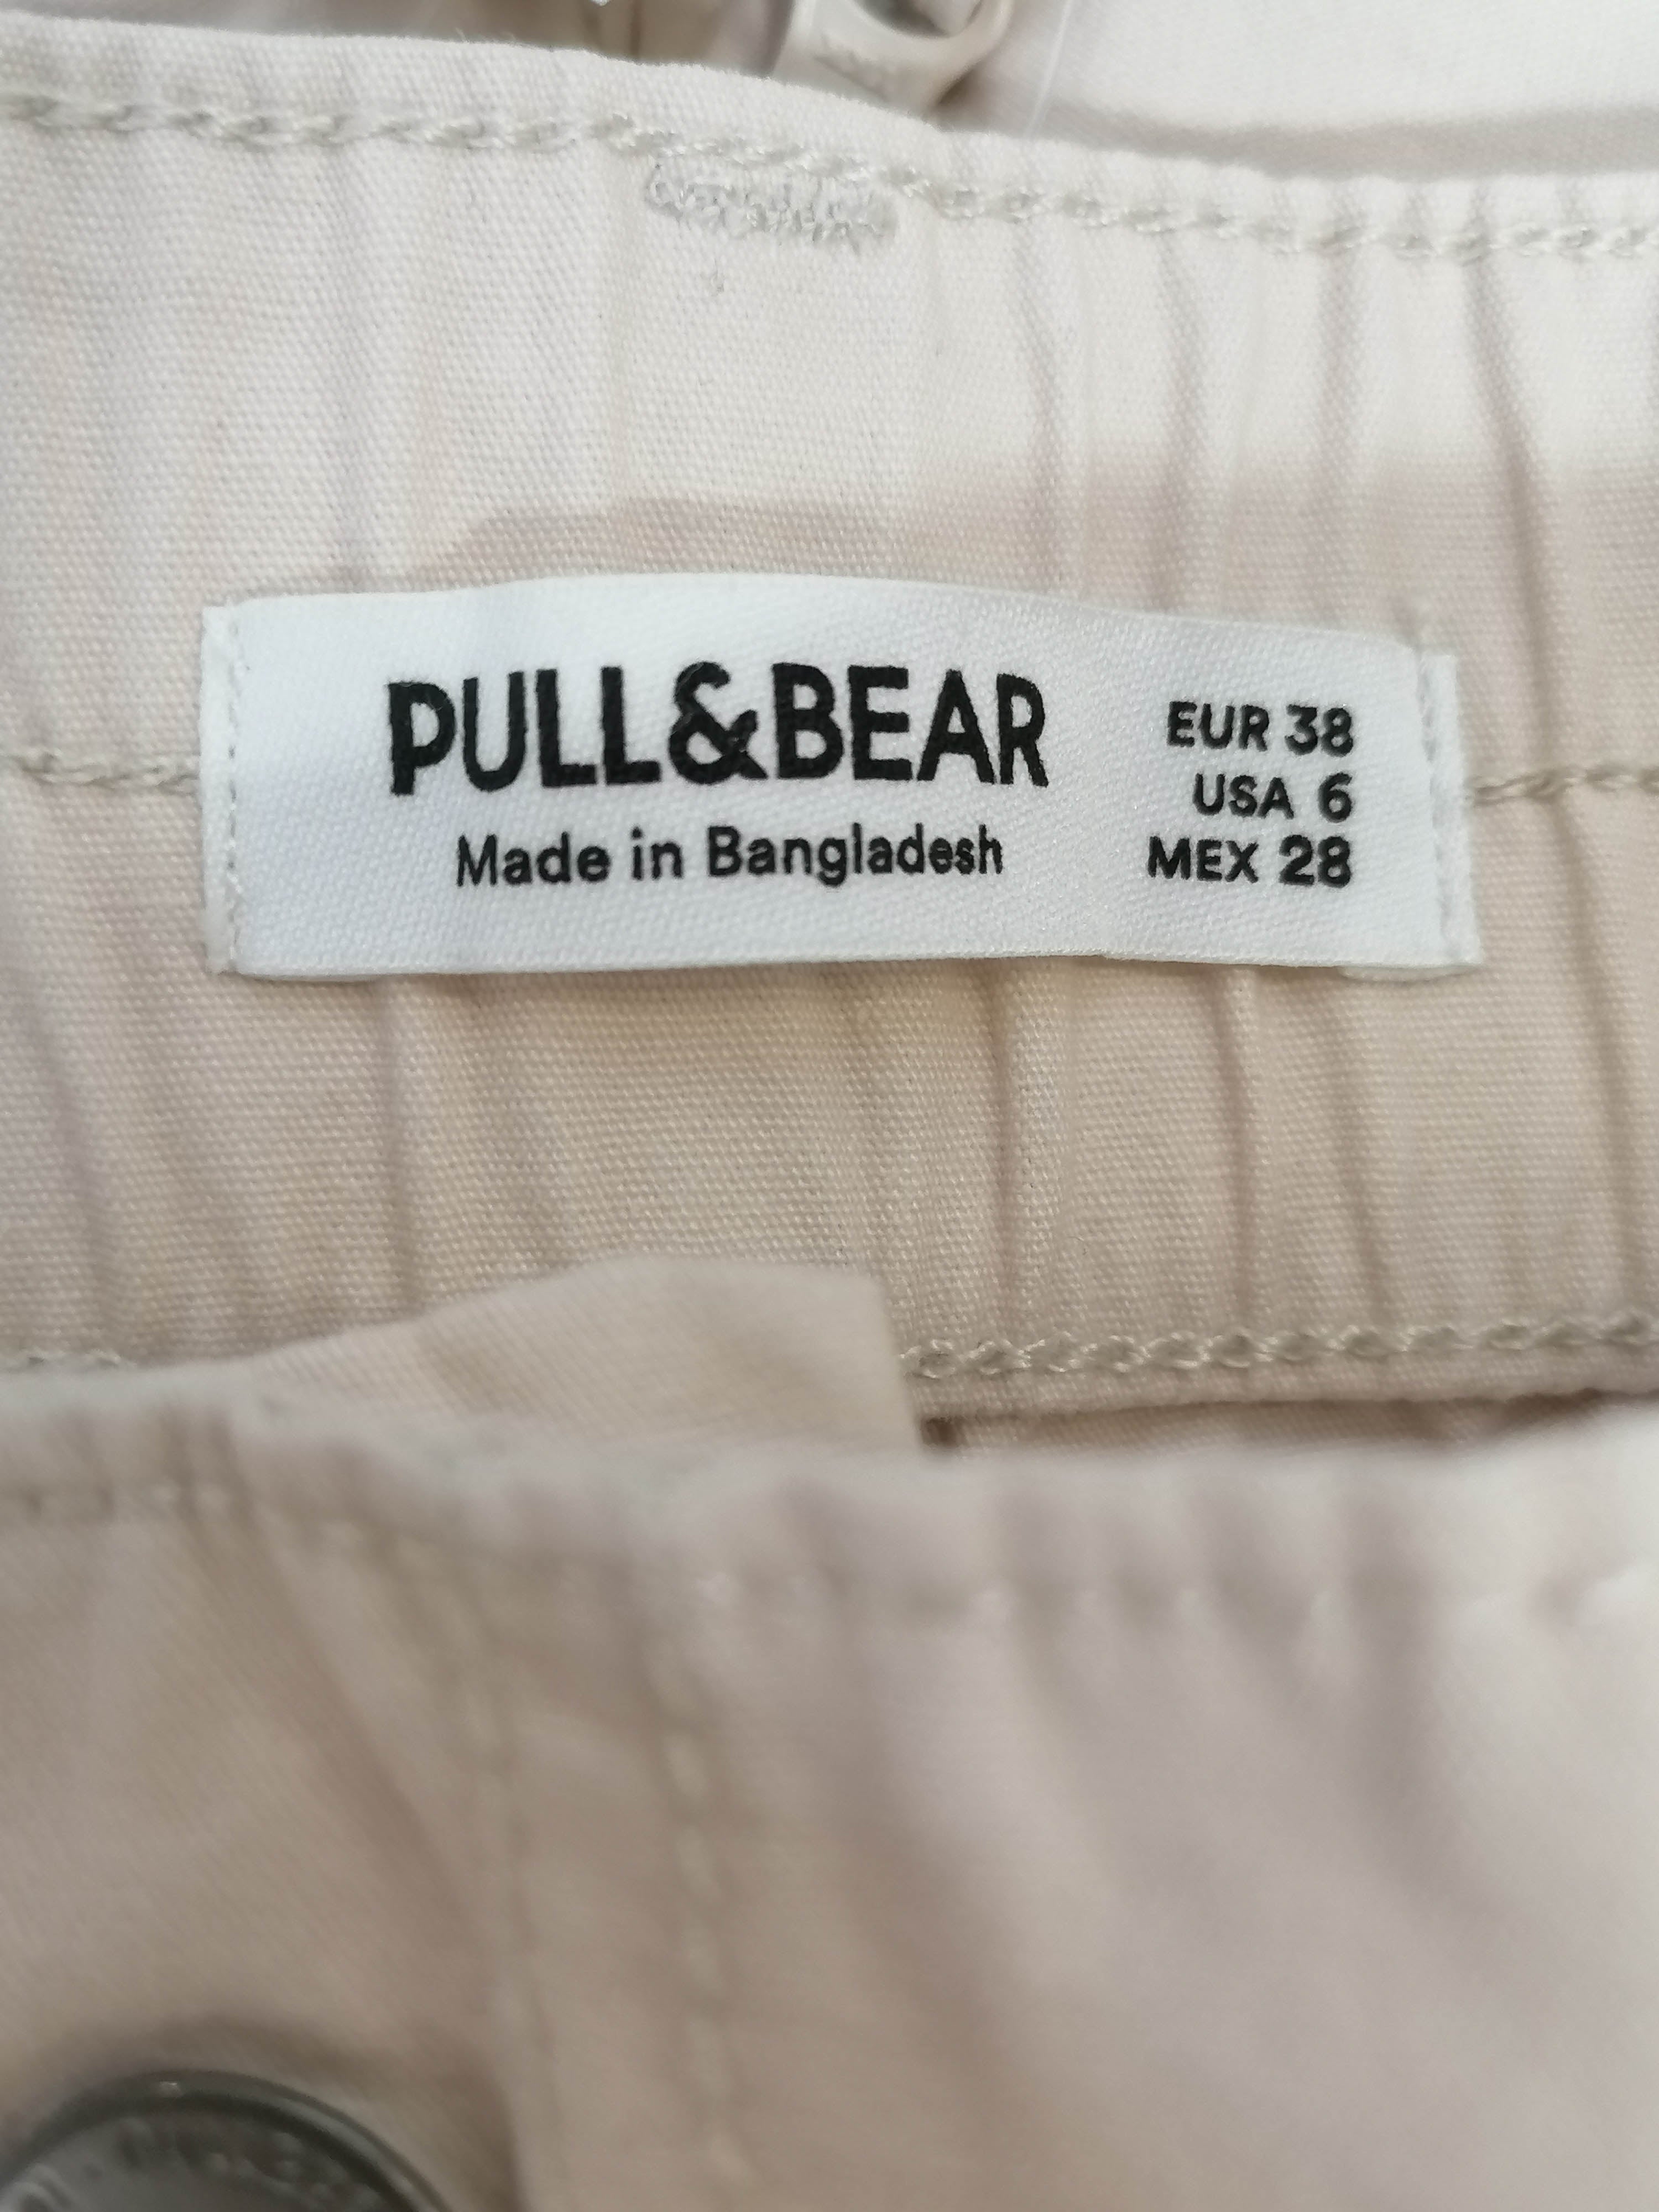 PULL&BEAR
Made in Bangladesh
EUR 38
USA 6
MEX 28